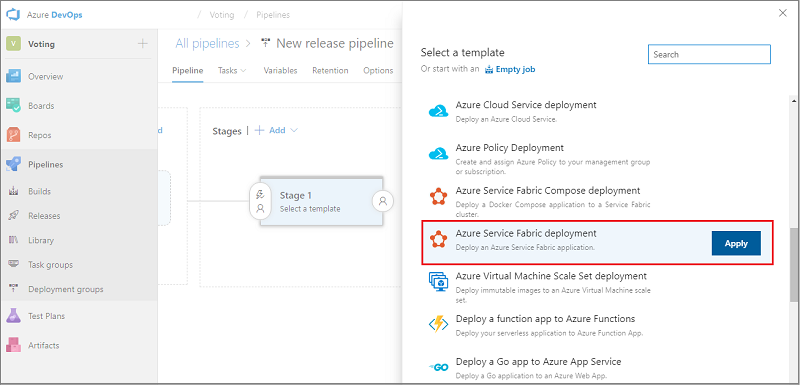 Azure DevOps
/ Voting / Pipelines
V Voting
Overview
Boards
Repos
Pipelines
Builds
Releases
Library
Task groups
Deployment groups
Test Plans
Artifacts
All pipelines > New release pipeline
Pipeline Tasks Variables Retention Options
d
Stages | + Add
Stage 1
Select a template
Select a template
Or start with an Empty job
Search
Azure Cloud Service deployment
Deploy an Azure Cloud Service.
Azure Policy Deployment
Create and assign Azure Policy to your management group
or subscription.
Azure Service Fabric Compose deployment
Deploy a Docker Compose application to a Service Fabric
cluster.
Azure Service Fabric deployment
Deploy an Azure Service Fabric application.
Apply
Azure Virtual Machine Scale Set deployment
Deploy immutable images to an Azure Virtual Machine scale
set.
Deploy a function app to Azure Functions
Deploy your serverless application to Azure Function App.
GO
Deploy a Go app to Azure App Service
Deploy a Go application to an Azure Web App.